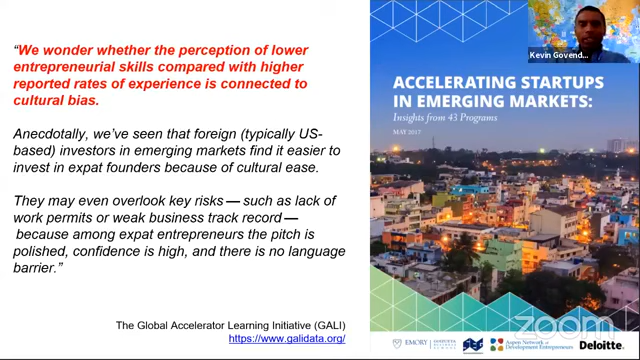 “We wonder whether the perception of lower
entrepreneurial skills compared with higher
reported rates of experience is connected to
cultural bias.
Anecdotally, we’ve seen that foreign (typically US-
based) investors in emerging markets find it easier to
invest in expat founders because of cultural ease.
They may even overlook key risks — such as lack of
work permits or weak business track record —
because among expat entrepreneurs the pitch is
polished, confidence is high, and there is no language
barrier.”
The Global Accelerator Learning Initiative (GALI)
https://www.galidata.org/
Kevin Govend...
ACCELERATING STARTUPS
IN EMERGING MARKETS:
Insights from 43 Programs
MAY 2017
zoom
EMORY
Aspen Network of
Development Entrepreneurs
Deloitte.